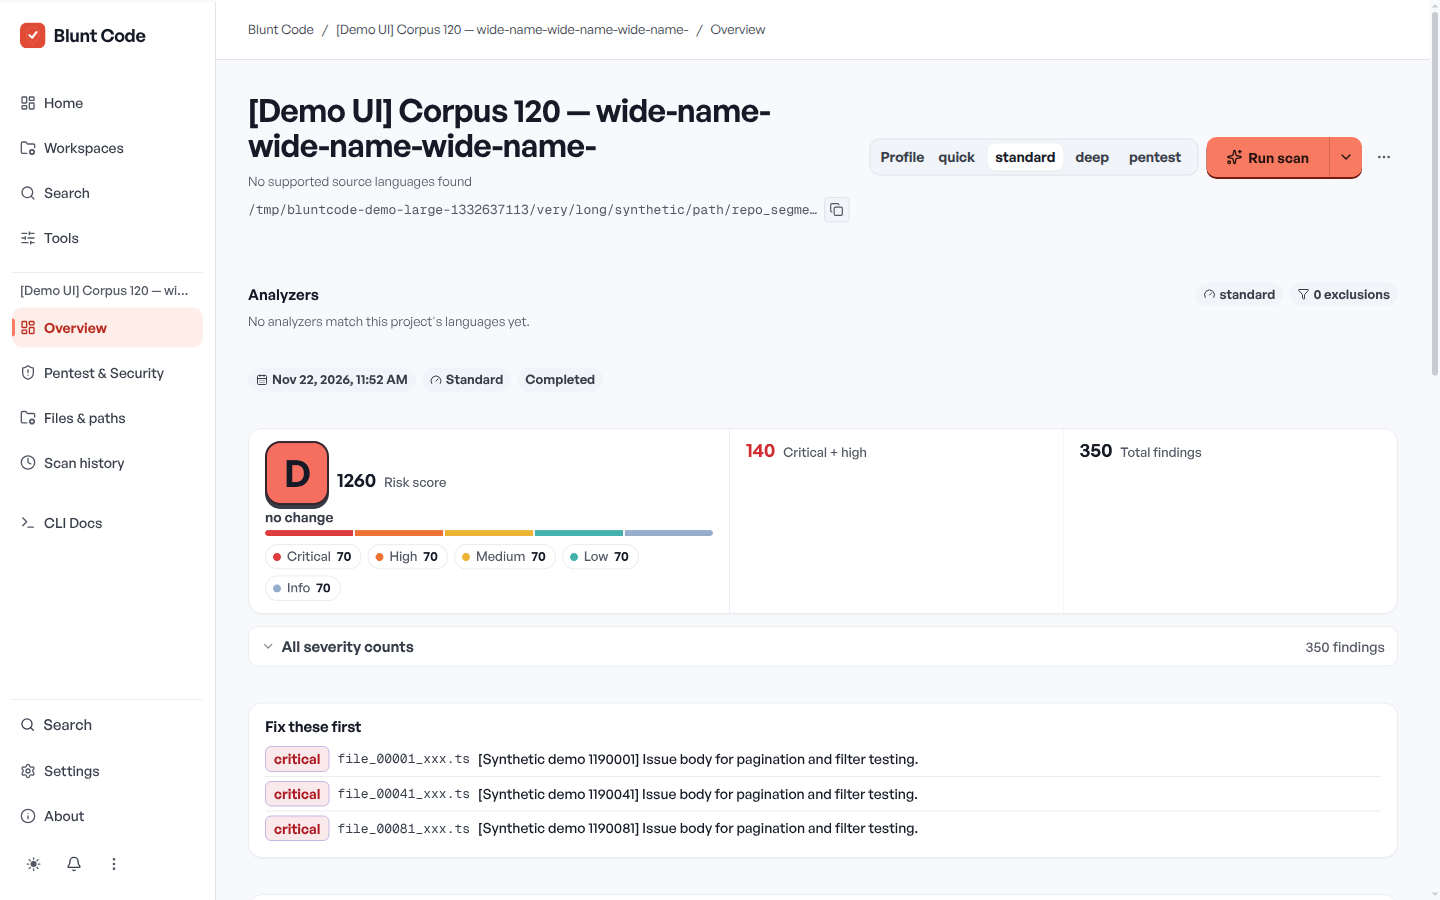 Blunt Code
Home
Workspaces
Search
Tools
[Demo UI] Corpus 120 — wi...
Overview
Pentest & Security
Files & paths
Scan history
CLI Docs
Search
Settings
About
Blunt Code / [Demo UI] Corpus 120 — wide-name-wide-name-wide-name- / Overview
[Demo UI] Corpus 120 — wide-name-
wide-name-wide-name-
No supported source languages found
/tmp/bluntcode-demo-large-1332637113/very/long/synthetic/path/repo_segme…
Profile quick standard deep pentest
Run scan
Analyzers
standard 0 exclusions
No analyzers match this project's languages yet.
Nov 22, 2026, 11:52 AM Standard Completed
D
1260 Risk score
no change
Critical 70 High 70 Medium 70 Low 70
Info 70
140 Critical + high
350 Total findings
All severity counts
350 findings
Fix these first
critical file_00001_xxx.ts [Synthetic demo 1190001] Issue body for pagination and filter testing.
critical file_00041_xxx.ts [Synthetic demo 1190041] Issue body for pagination and filter testing.
critical file_00081_xxx.ts [Synthetic demo 1190081] Issue body for pagination and filter testing.